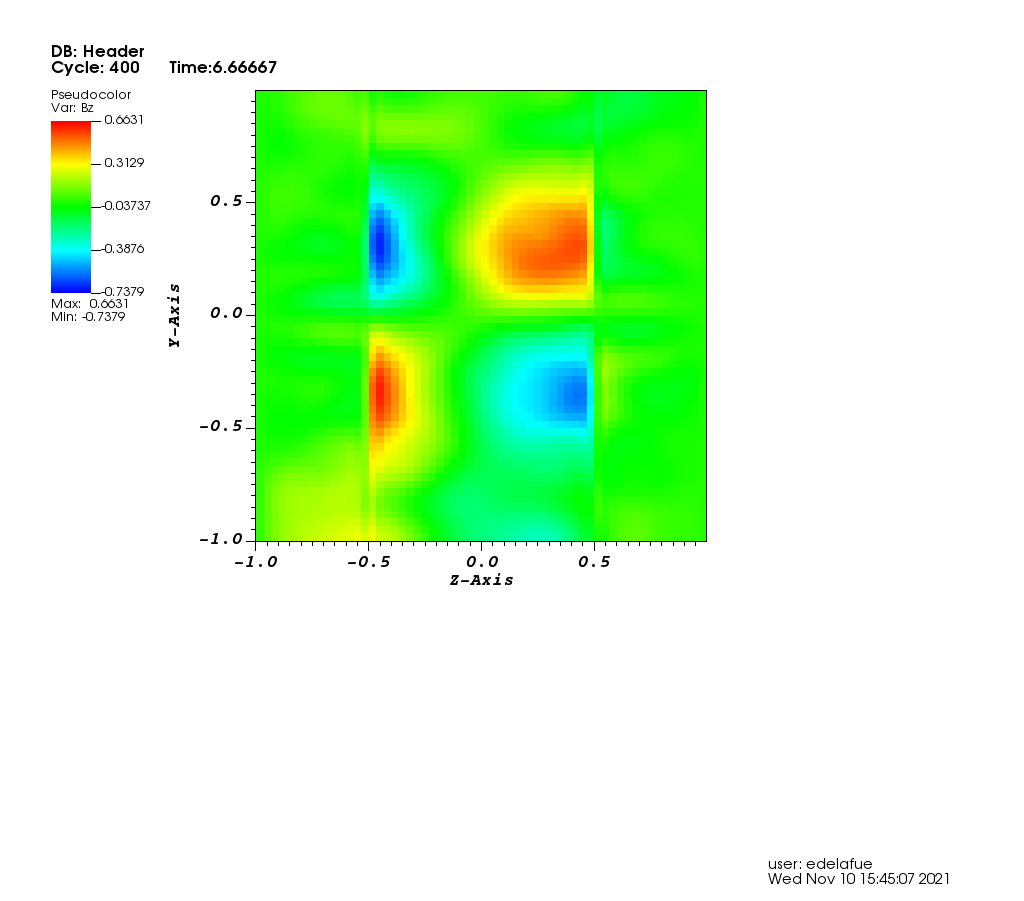 DB: Header
Cycle: 400 Time:6.66667
Pseudocolor
Var: Bz
0.6631
0.3129
-0.03737
-0.3876
-0.7379
Max: 0.6631
Min: -0.7379
Y-Axis
0.5
0.0
-0.5
-1.0
-1.0 -0.5 0.0 0.5
Z-Axis
user: edelafue
Wed Nov 10 15:45:07 2021